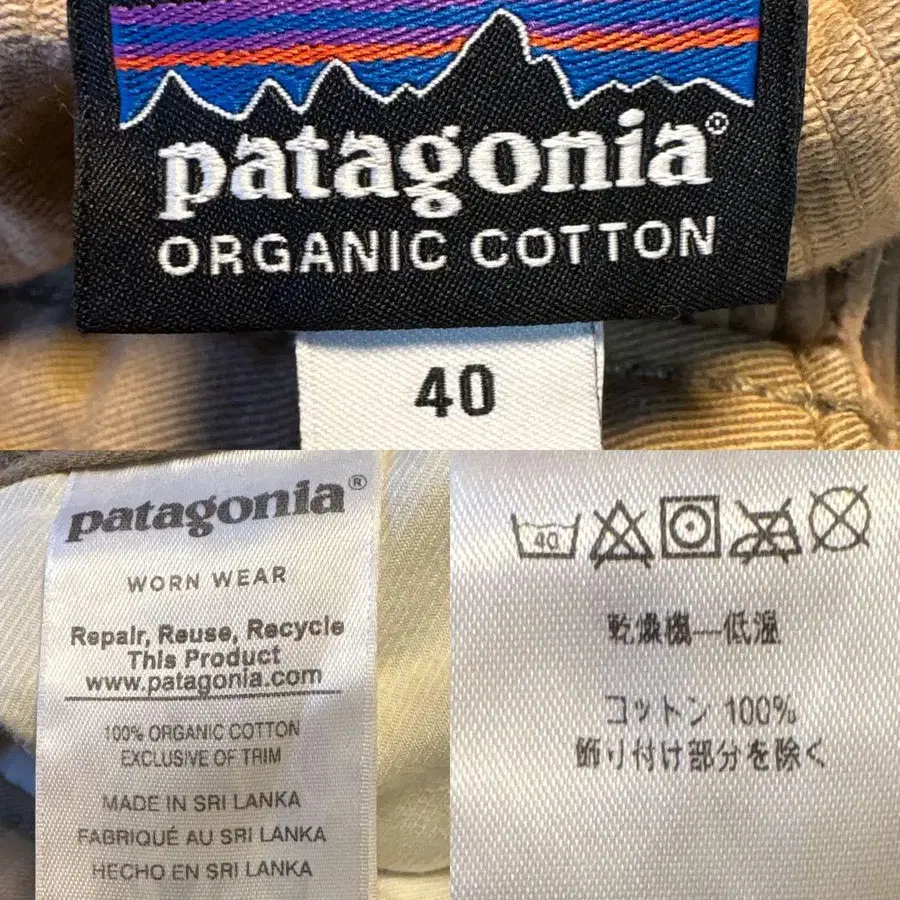 patagonia®
ORGANIC COTTON
40
patagonia®
WORN WEAR
Repair, Reuse, Recycle
This Product
www.patagonia.com
100% ORGANIC COTTON
EXCLUSIVE OF TRIM
MADE IN SRI LANKA
FABRIQUÉ AU SRI LANKA
HECHO EN SRI LANKA
40
乾燥機—低温
コットン 100%
飾り付け部分を除く